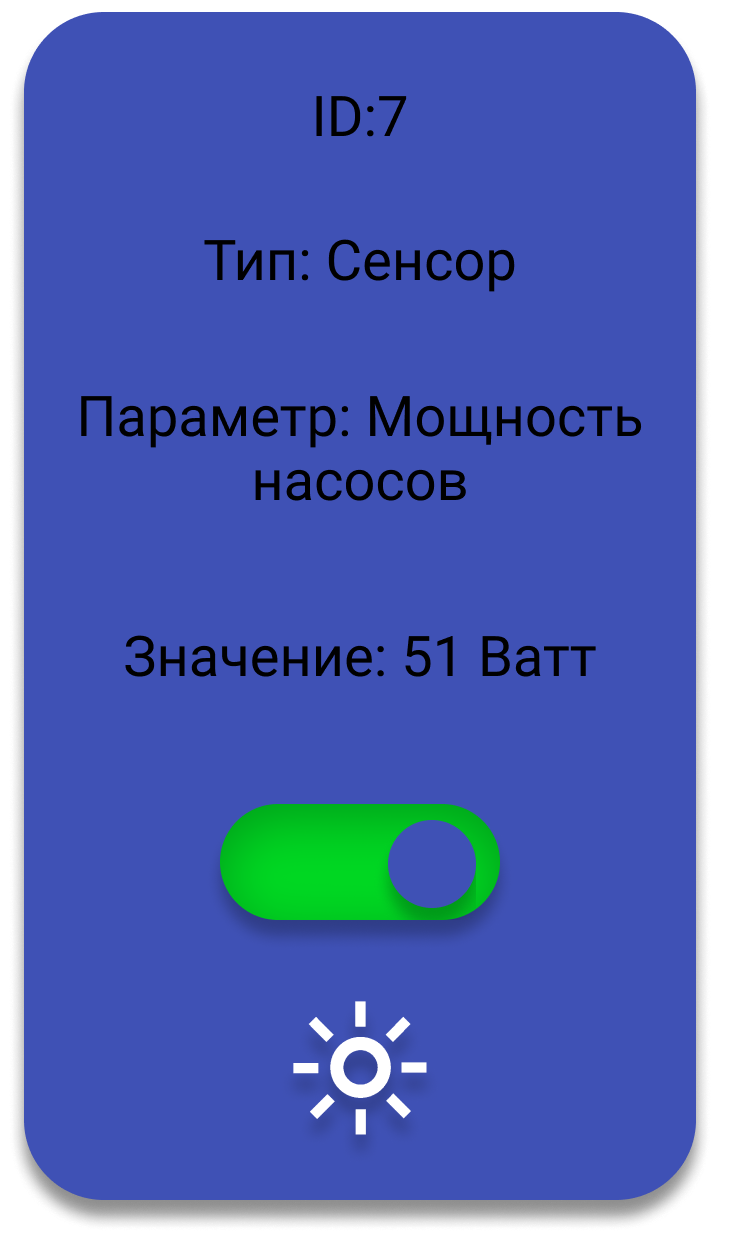 ID:7
Тип: Сенсор
Параметр: Мощность
насосов
Значение: 51 Ватт